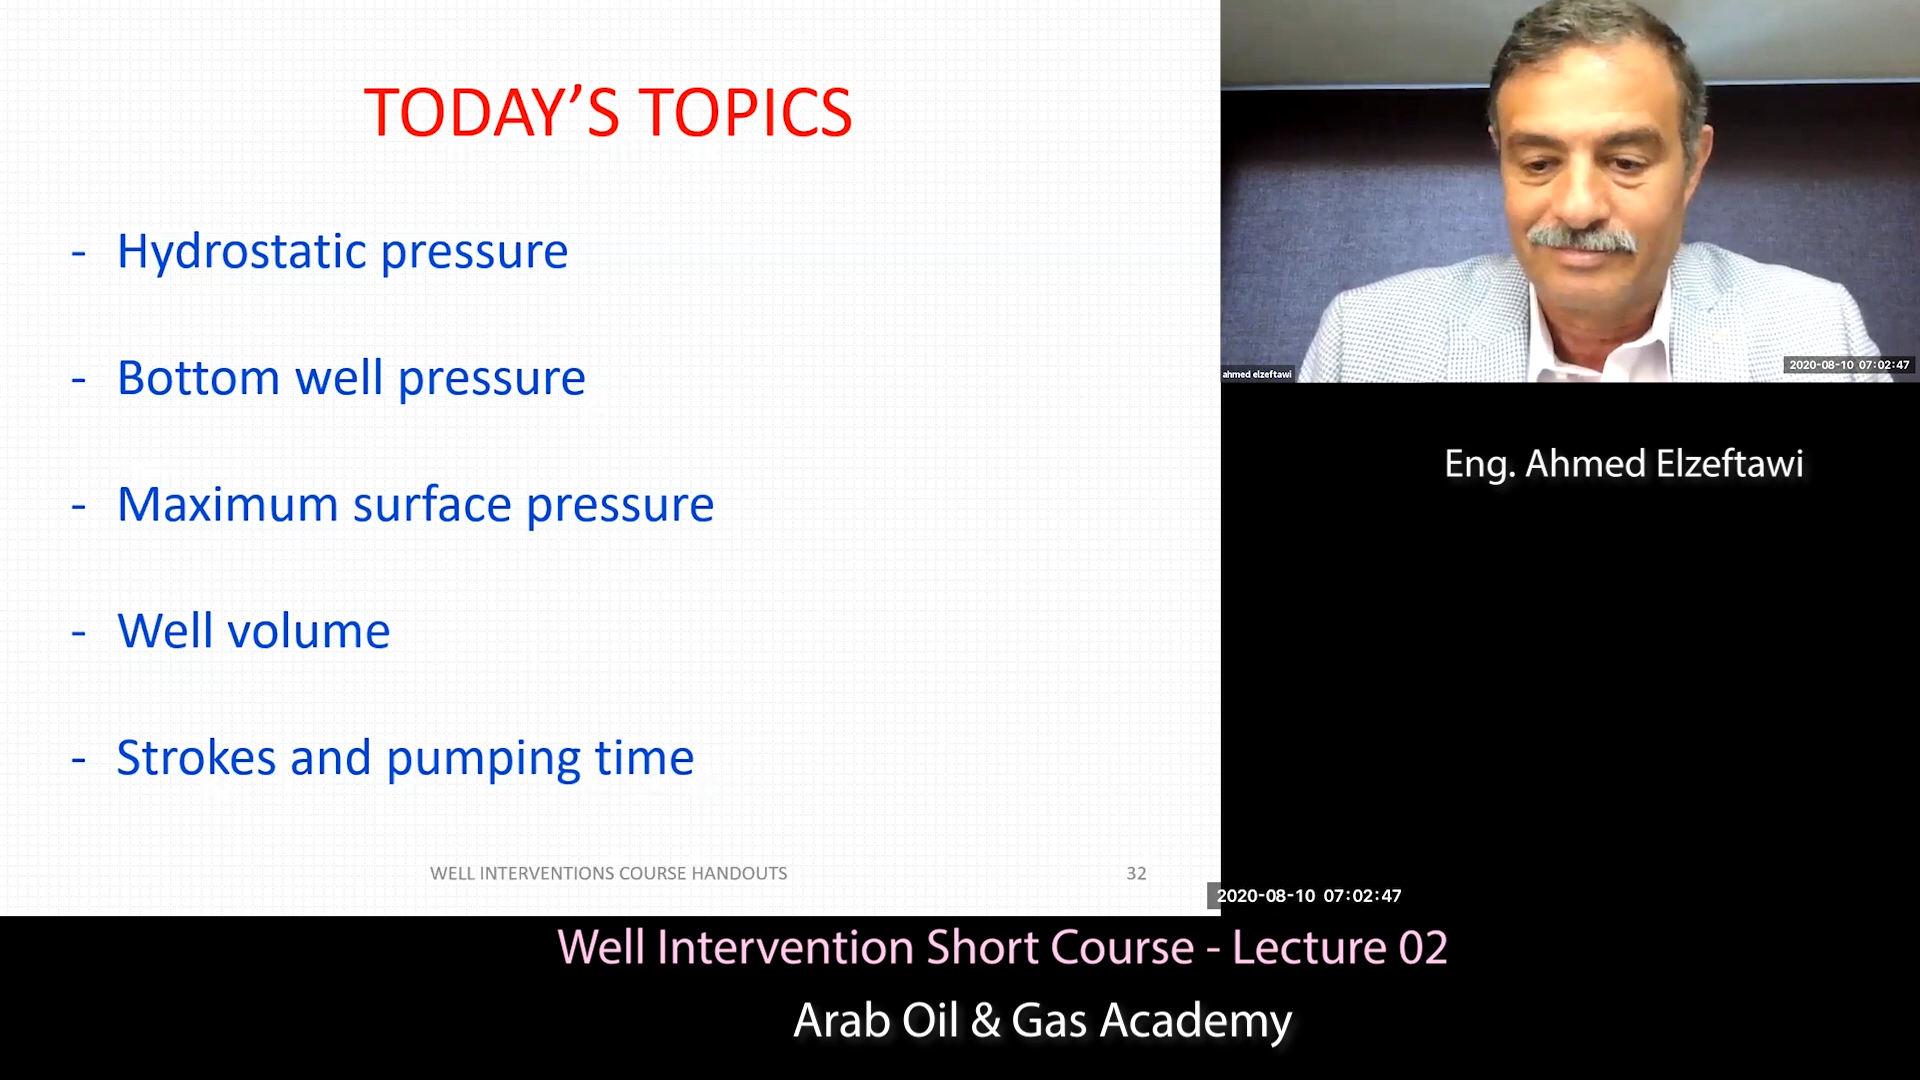 TODAY’S TOPICS
- Hydrostatic pressure
- Bottom well pressure
- Maximum surface pressure
- Well volume
- Strokes and pumping time
WELL INTERVENTIONS COURSE HANDOUTS
32
ahmed elzeftawi
2020-08-10 07:02:47
Eng. Ahmed Elzeftawi
2020-08-10 07:02:47
Well Intervention Short Course - Lecture 02
Arab Oil & Gas Academy